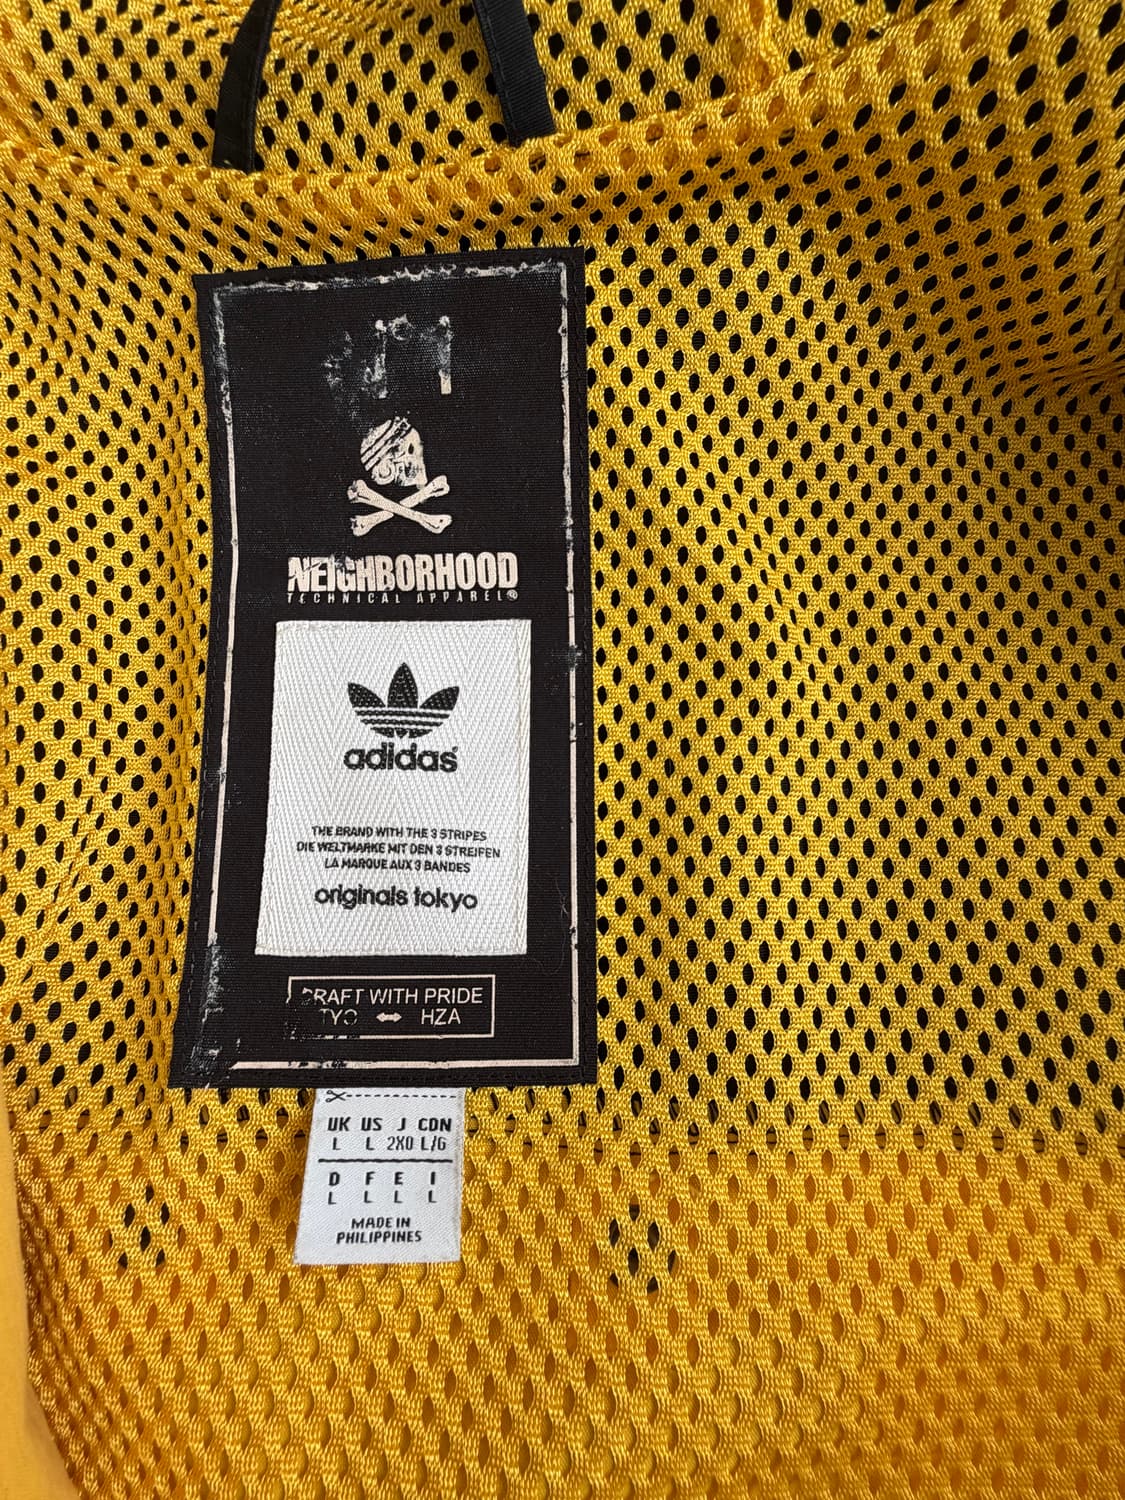 NEIGHBORHOOD
TECHNICAL APPAREL®
adidas
THE BRAND WITH THE 3 STRIPES
DIE WELTMARKE MIT DEN 3 STREIFEN
LA MARQUE AUX 3 BANDES
originals tokyo
CRAFT WITH PRIDE
TYO ⟷ HZA
UK US J CDN
L L 2XO L/G
D F E I
L L L L
MADE IN
PHILIPPINES